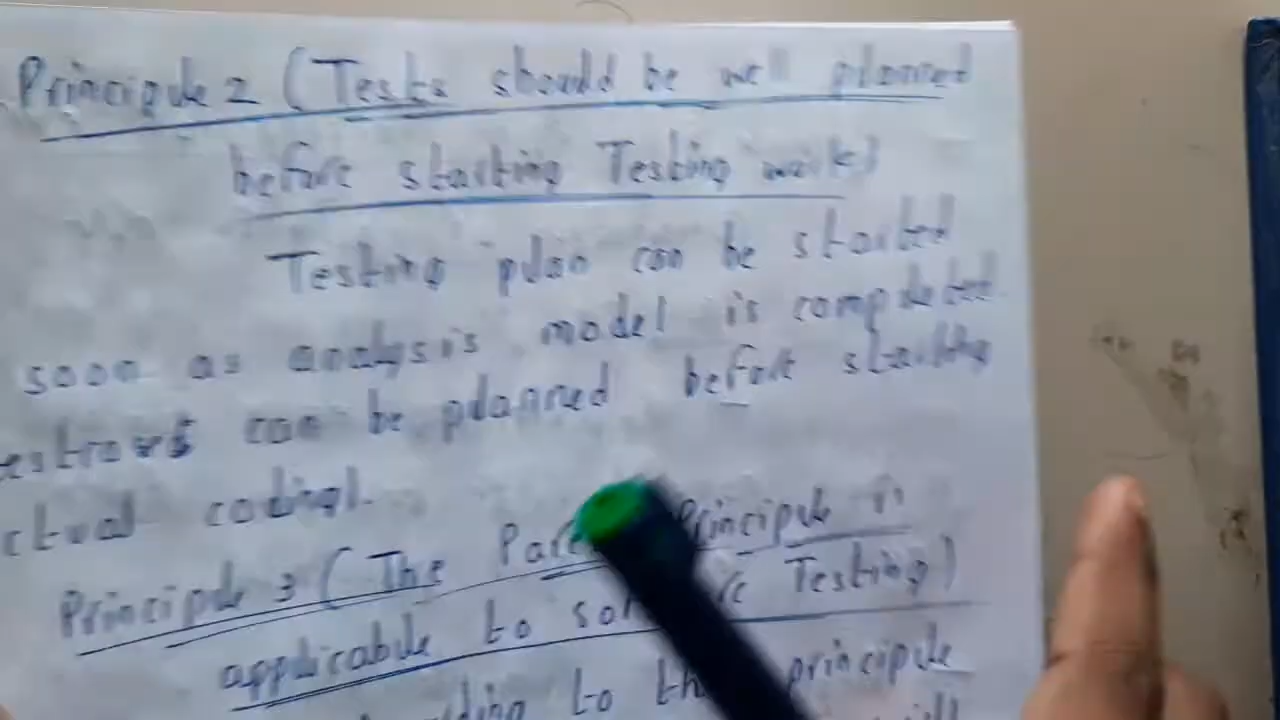 Principle 2 (Tests should be well planned
before starting Testing work)
Testing plan can be started
soon as analysis model is completed.
can be planned before starting
ctual coding.
Principle 3 (The Principle is
applicable to Testing)
to principle